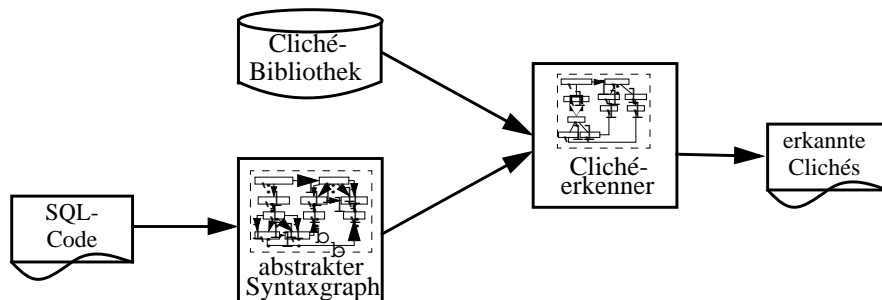 Cliché-
Bibliothek
Cliché-
erkenner
erkannte
Clichés
SQL-
Code
b
b
abstrakter
Syntaxgraph